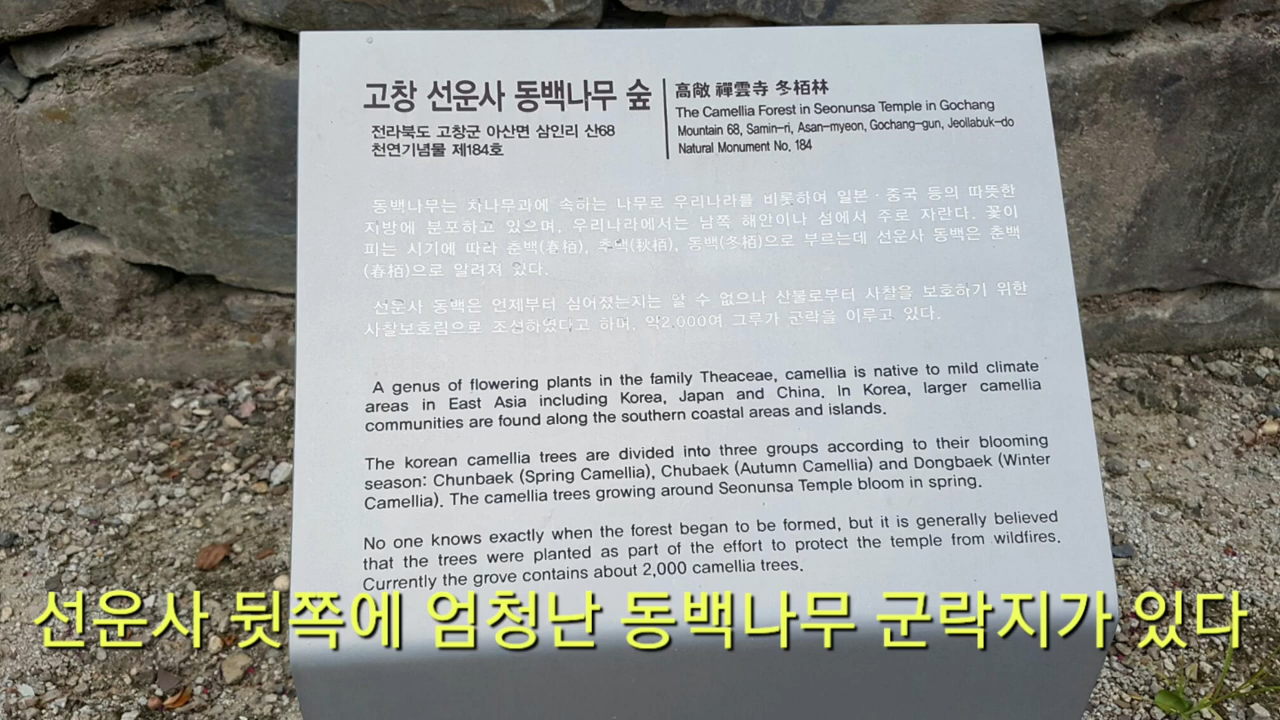 고창 선운사 동백나무 숲
전라북도 고창군 아산면 삼인리 산68
천연기념물 제184호
高敞 禪雲寺 冬栢林
The Camellia Forest in Seonunsa Temple in Gochang
Mountain 68, Samin-ri, Asan-myeon, Gochang-gun, Jeollabuk-do
Natural Monument No. 184
동백나무는 차나무과에 속하는 나무로 우리나라를 비롯하여 일본·중국 등의 따뜻한
지방에 분포하고 있으며, 우리나라에서는 남쪽 해안이나 섬에서 주로 자란다. 꽃이
피는 시기에 따라 춘백(春栢), 추백(秋栢), 동백(冬栢)으로 부르는데 선운사 동백은 춘백
(春栢)으로 알려져 있다.
선운사 동백은 언제부터 심어졌는지는 알 수 없으나 산불로부터 사찰을 보호하기 위한
사찰보호림으로 조성하였다고 하며, 약2,000여 그루가 군락을 이루고 있다.
A genus of flowering plants in the family Theaceae, camellia is native to mild climate
areas in East Asia including Korea, Japan and China. In Korea, larger camellia
communities are found along the southern coastal areas and islands.
The korean camellia trees are divided into three groups according to their blooming
season: Chunbaek (Spring Camellia), Chubaek (Autumn Camellia) and Dongbaek (Winter
Camellia). The camellia trees growing around Seonunsa Temple bloom in spring.
No one knows exactly when the forest began to be formed, but it is generally believed
that the trees were planted as part of the effort to protect the temple from wildfires.
Currently the grove contains about 2,000 camellia trees.
선운사 뒷쪽에 엄청난 동백나무 군락지가 있다